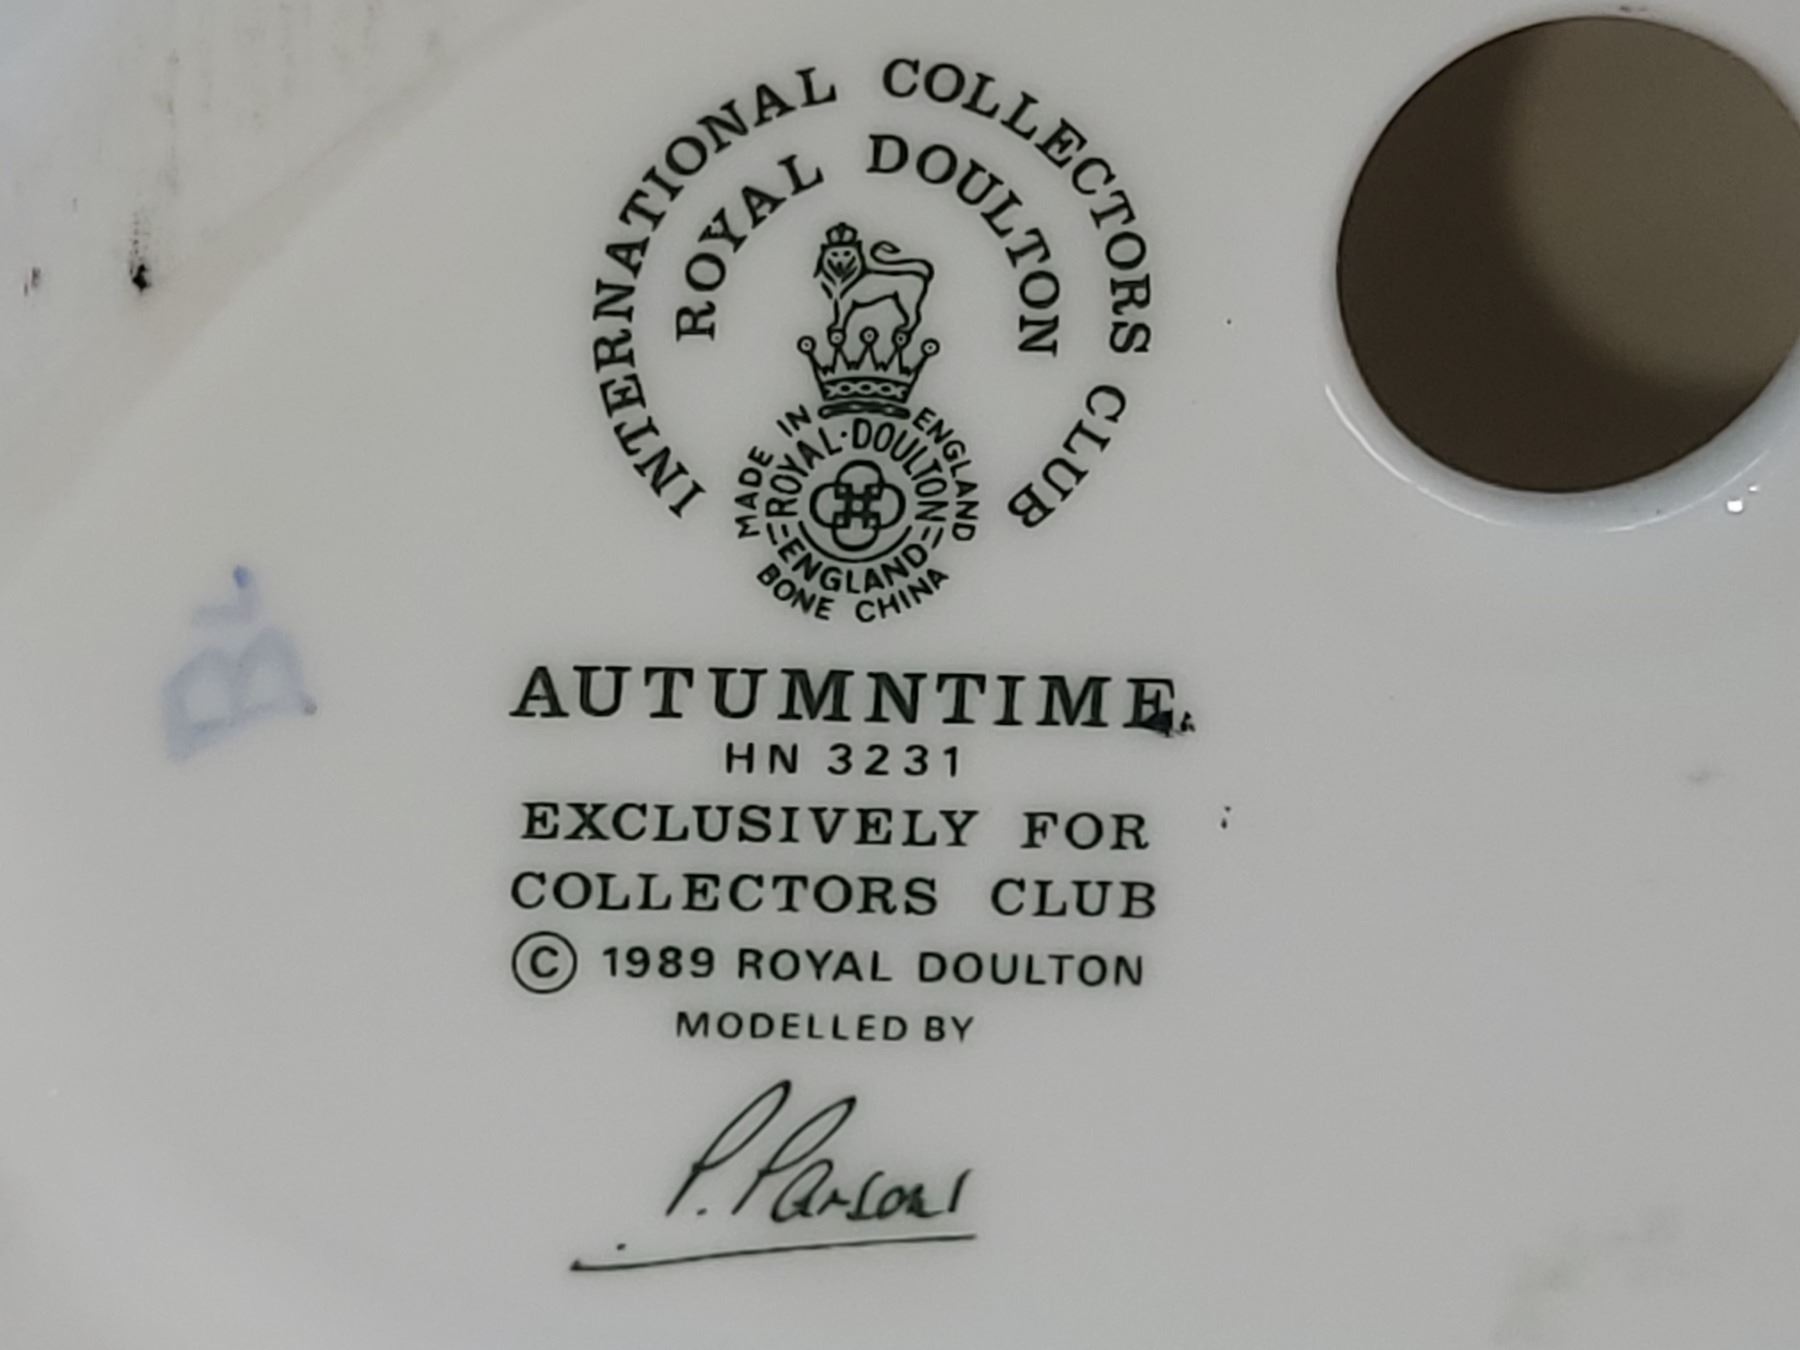 INTERNATIONAL COLLECTORS CLUB
ROYAL DOULTON
MADE IN ENGLAND
ROYAL·DOULTON
ENGLAND
BONE CHINA
AUTUMNTIME
HN 3231
EXCLUSIVELY FOR
COLLECTORS CLUB
© 1989 ROYAL DOULTON
MODELLED BY
P. Parsons